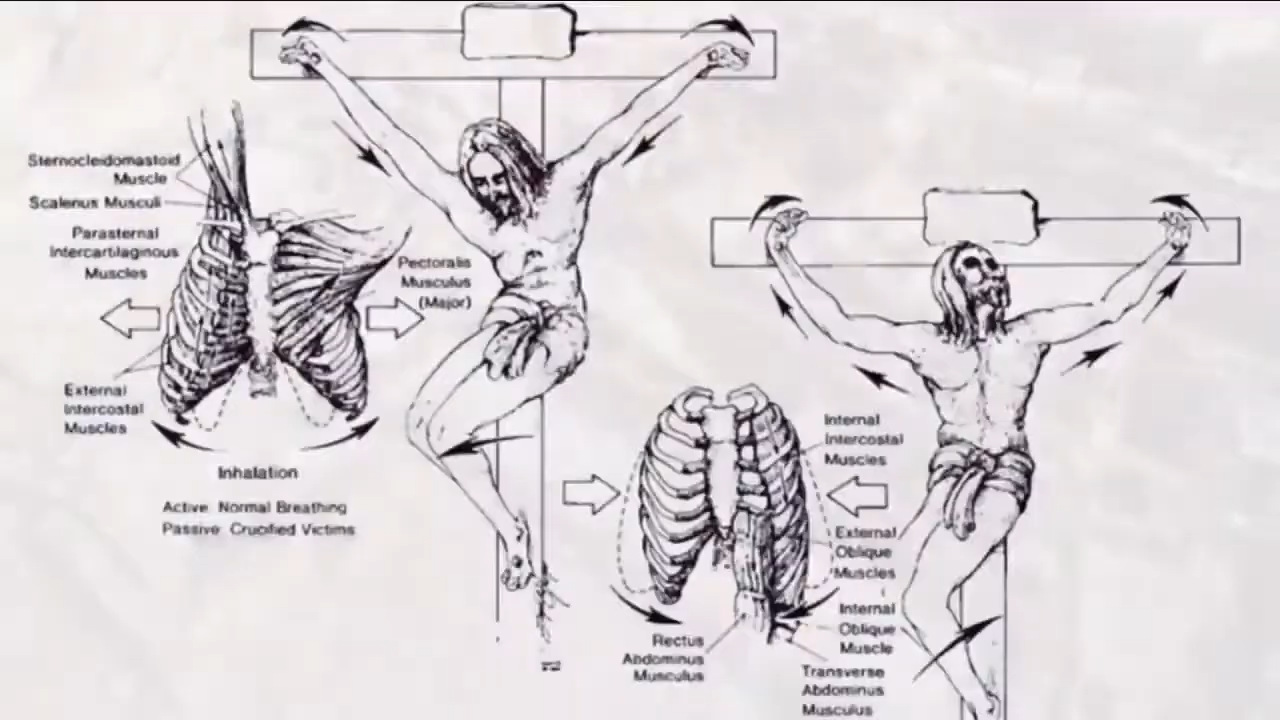 Sternocleidomastoid
Muscle
Scalenus Musculi
Parasternal
Intercartilaginous
Muscles
Pectoralis
Musculus
(Major)
External
Intercostal
Muscles
Inhalation
Active: Normal Breathing
Passive: Crucified Victims
Internal
Intercostal
Muscles
External
Oblique
Muscles
Internal
Oblique
Muscle
Rectus
Abdominus
Musculus
Transverse
Abdominus
Musculus